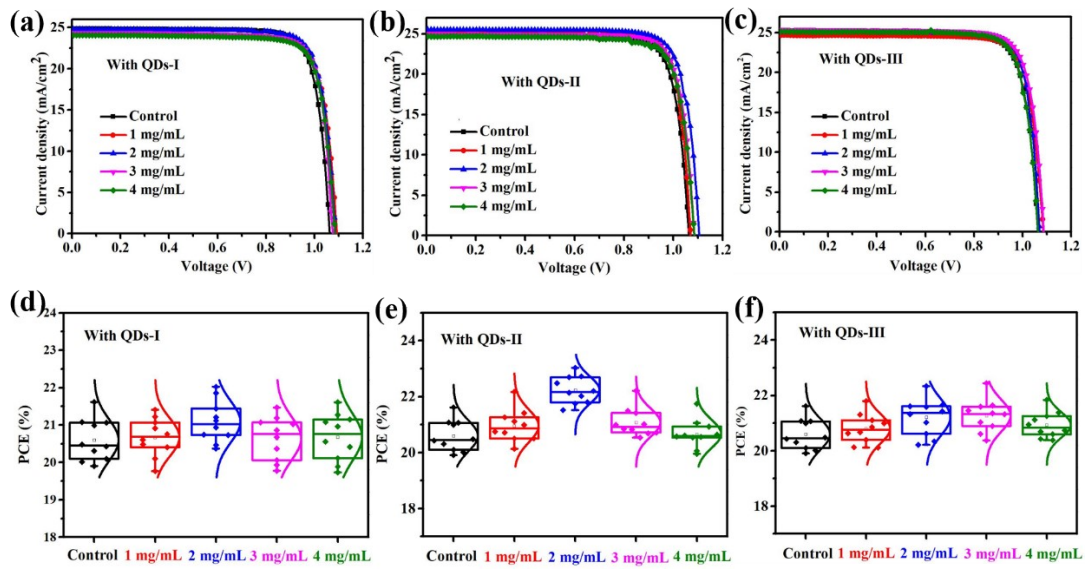 (a)
25
20
15
10
5
0
Current density (mA/cm²)
With QDs-I
Control
1 mg/mL
2 mg/mL
3 mg/mL
4 mg/mL
0.0 0.2 0.4 0.6 0.8 1.0 1.2
Voltage (V)
(b)
25
20
15
10
5
0
Current density (mA/cm²)
With QDs-II
Control
1 mg/mL
2 mg/mL
3 mg/mL
4 mg/mL
0.0 0.2 0.4 0.6 0.8 1.0 1.2
Voltage (V)
(c)
25
20
15
10
5
0
Current density (mA/cm²)
With QDs-III
Control
1 mg/mL
2 mg/mL
3 mg/mL
4 mg/mL
0.0 0.2 0.4 0.6 0.8 1.0 1.2
Voltage (V)
(d)
24
23
22
21
20
19
18
PCE (%)
With QDs-I
Control 1 mg/mL 2 mg/mL 3 mg/mL 4 mg/mL
(e)
24
22
20
18
PCE (%)
With QDs-II
Control 1 mg/mL 2 mg/mL 3 mg/mL 4 mg/mL
(f)
24
22
20
18
PCE (%)
With QDs-III
Control 1 mg/mL 2 mg/mL 3 mg/mL 4 mg/mL